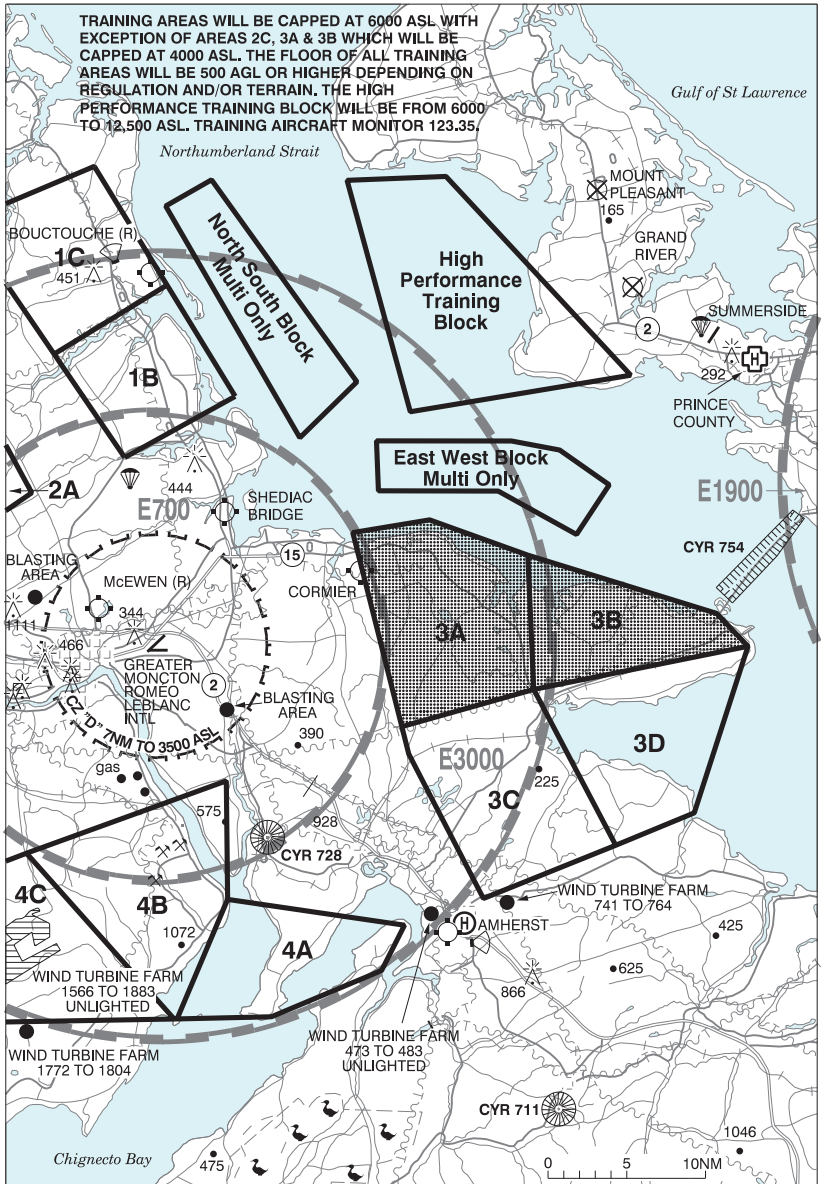 TRAINING AREAS WILL BE CAPPED AT 6000 ASL WITH
EXCEPTION OF AREAS 2C, 3A & 3B WHICH WILL BE
CAPPED AT 4000 ASL. THE FLOOR OF ALL TRAINING
AREAS WILL BE 500 AGL OR HIGHER DEPENDING ON
REGULATION AND/OR TERRAIN. THE HIGH
PERFORMANCE TRAINING BLOCK WILL BE FROM 6000
TO 12,500 ASL. TRAINING AIRCRAFT MONITOR 123.35.
Gulf of St Lawrence
Northumberland Strait
MOUNT
PLEASANT
165
BOUCTOUCHE (R)
1C
451
North South Block
Multi Only
High
Performance
Training
Block
GRAND
RIVER
2
SUMMERSIDE
292
H
PRINCE
COUNTY
1B
2A
444
E700
SHEDIAC
BRIDGE
East West Block
Multi Only
E1900
CYR 754
15
BLASTING
AREA
McEWEN (R)
CORMIER
1111
344
466
3A
3B
GREATER
MONCTON
ROMEO
LEBLANC
INTL
2
BLASTING
AREA
CZ "D" 7NM TO 3500 ASL
390
E3000
3D
gas
3C
225
575
928
CYR 728
4C
4B
1072
4A
WIND TURBINE FARM
741 TO 764
H
AMHERST
425
625
866
WIND TURBINE FARM
1566 TO 1883
UNLIGHTED
WIND TURBINE FARM
473 TO 483
UNLIGHTED
WIND TURBINE FARM
1772 TO 1804
CYR 711
Chignecto Bay
475
1046
0 5 10NM